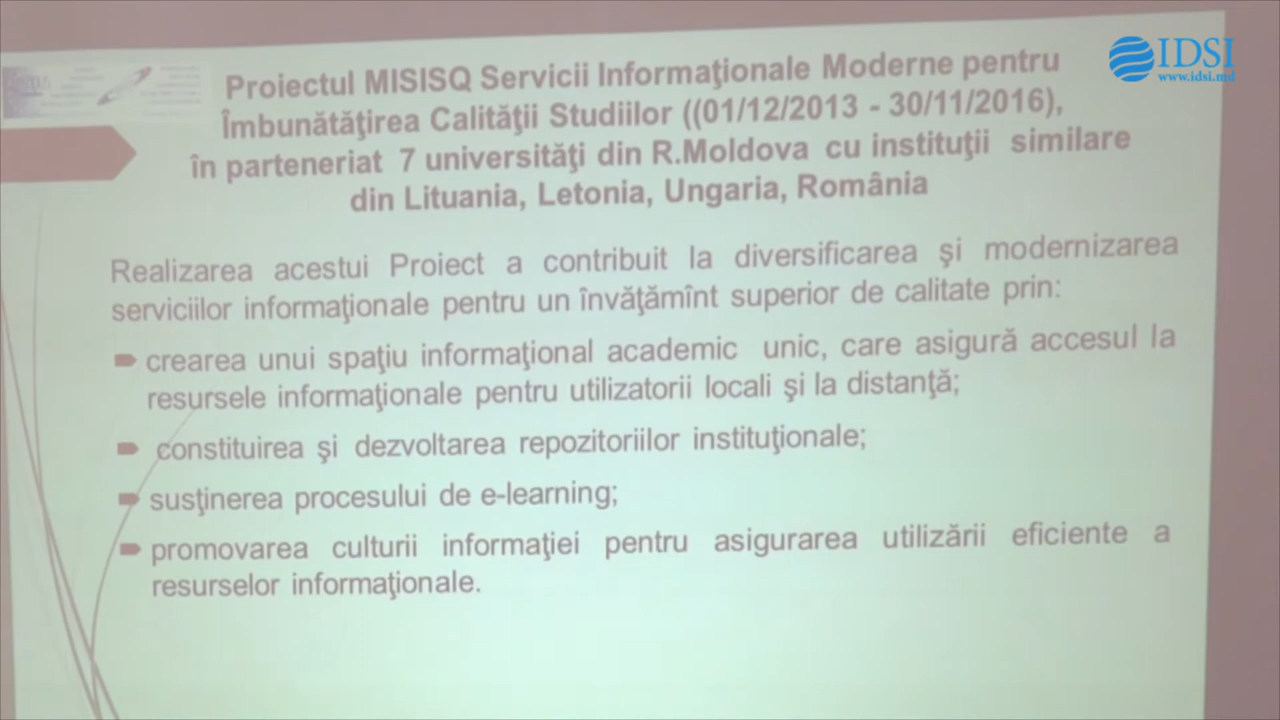 IDSI
www.idsi.md
Proiectul MISISQ Servicii Informaţionale Moderne pentru
Îmbunătăţirea Calităţii Studiilor ((01/12/2013 - 30/11/2016),
în parteneriat 7 universităţi din R.Moldova cu instituţii similare
din Lituania, Letonia, Ungaria, România
Realizarea acestui Proiect a contribuit la diversificarea şi modernizarea
serviciilor informaţionale pentru un învăţămînt superior de calitate prin:
crearea unui spaţiu informaţional academic unic, care asigură accesul la
resursele informaţionale pentru utilizatorii locali şi la distanţă;
constituirea şi dezvoltarea repozitoriilor instituţionale;
susţinerea procesului de e-learning;
promovarea culturii informaţiei pentru asigurarea utilizării eficiente a
resurselor informaţionale.